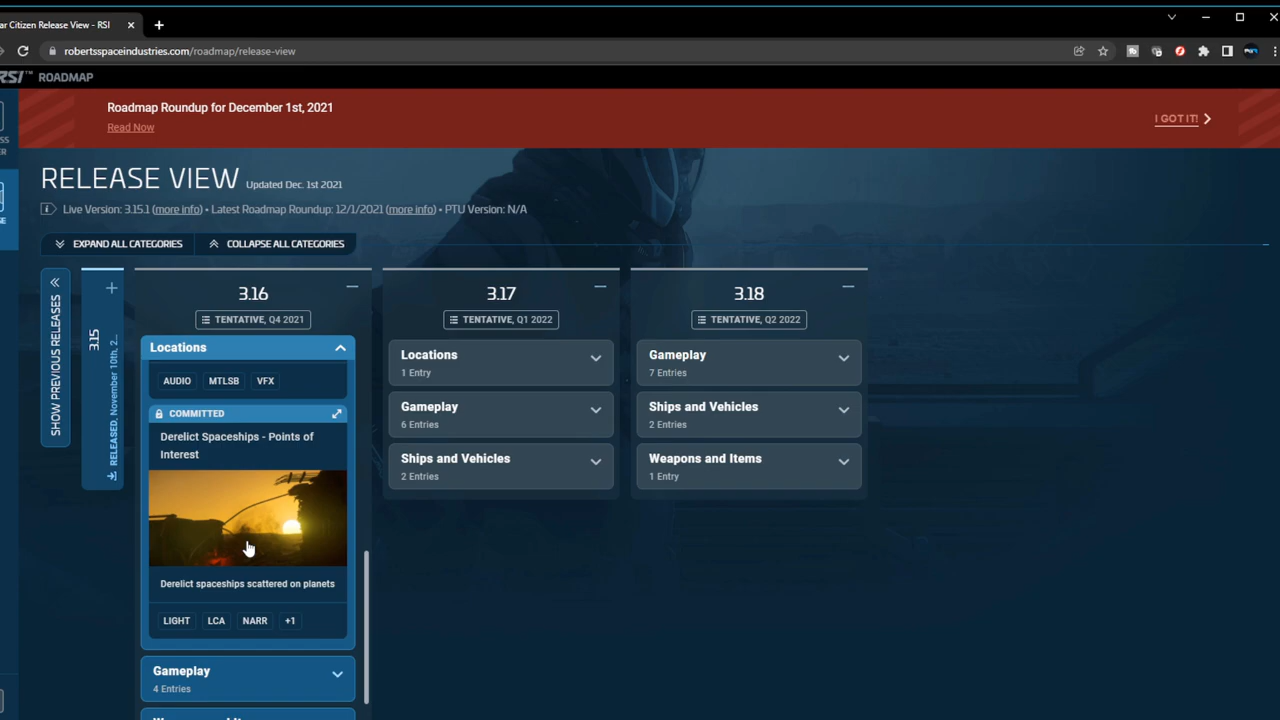 ar Citizen Release View - RSI
robertsspaceindustries.com/roadmap/release-view
RSI™ ROADMAP
Roadmap Roundup for December 1st, 2021
Read Now
I GOT IT!
SS
ER
SE
RELEASE VIEW Updated Dec. 1st 2021
Live Version: 3.15.1 (more info) • Latest Roadmap Roundup: 12/1/2021 (more info) • PTU Version: N/A
EXPAND ALL CATEGORIES
COLLAPSE ALL CATEGORIES
SHOW PREVIOUS RELEASES
3.15
RELEASED, November 10th, 2...
3.16
TENTATIVE, Q4 2021
Locations
AUDIO MTLSB VFX
COMMITTED
Derelict Spaceships - Points of
Interest
Derelict spaceships scattered on planets
LIGHT LCA NARR +1
Gameplay
4 Entries
3.17
TENTATIVE, Q1 2022
Locations
1 Entry
Gameplay
6 Entries
Ships and Vehicles
2 Entries
3.18
TENTATIVE, Q2 2022
Gameplay
7 Entries
Ships and Vehicles
2 Entries
Weapons and Items
1 Entry